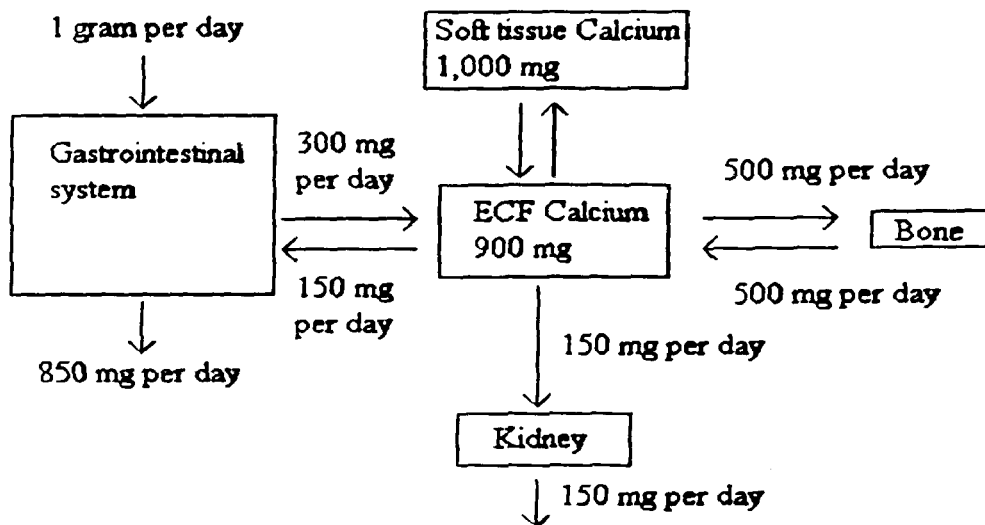 1 gram per day
Soft tissue Calcium
1,000 mg
Gastrointestinal
system
300 mg
per day
500 mg per day
ECF Calcium
900 mg
Bone
150 mg
per day
500 mg per day
850 mg per day
150 mg per day
Kidney
150 mg per day